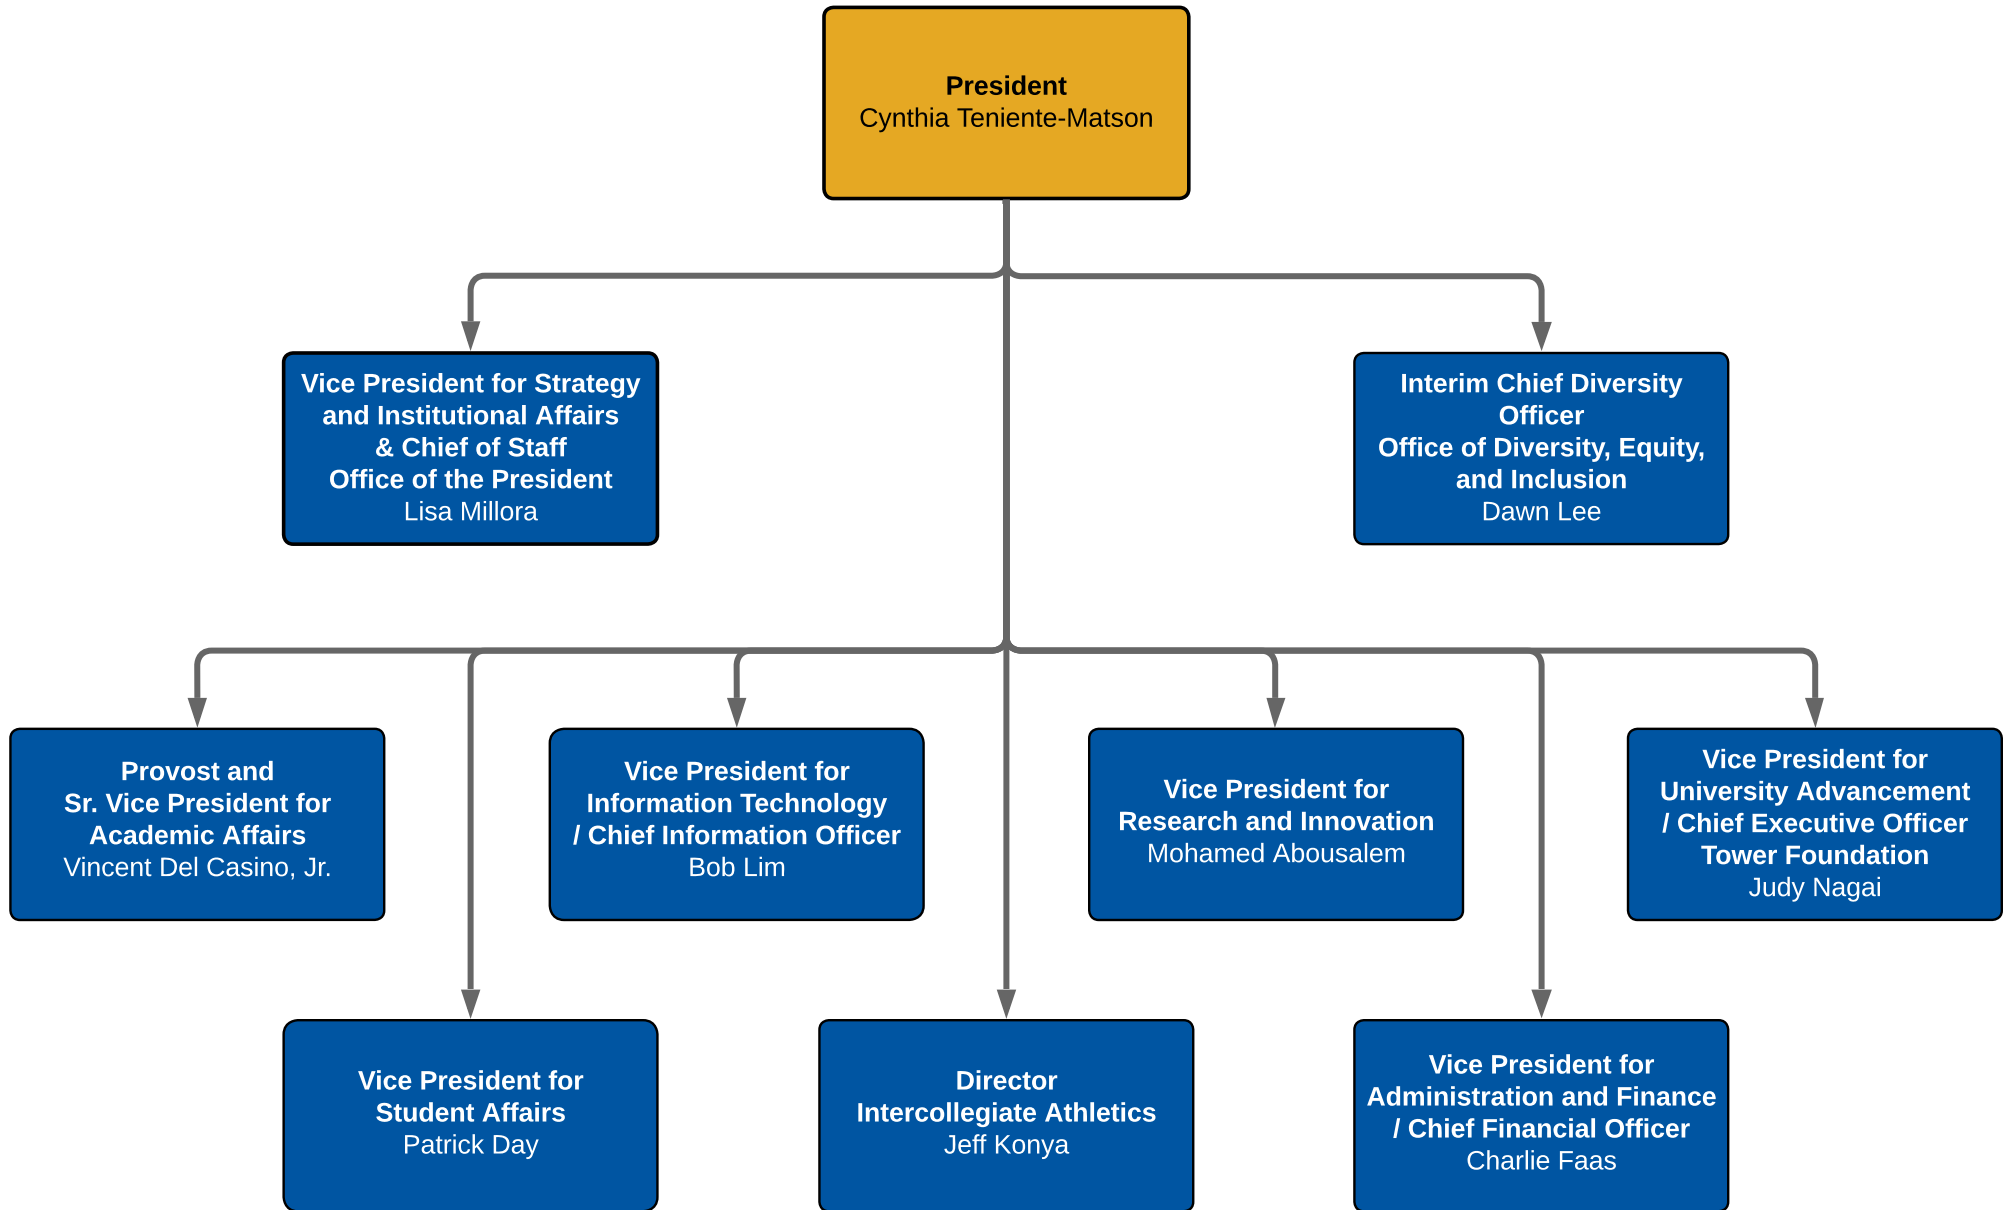 President
Cynthia Teniente-Matson
Vice President for Strategy
and Institutional Affairs
& Chief of Staff
Office of the President
Lisa Millora
Interim Chief Diversity
Officer
Office of Diversity, Equity,
and Inclusion
Dawn Lee
Provost and
Sr. Vice President for
Academic Affairs
Vincent Del Casino, Jr.
Vice President for
Information Technology
/ Chief Information Officer
Bob Lim
Vice President for
Research and Innovation
Mohamed Abousalem
Vice President for
University Advancement
/ Chief Executive Officer
Tower Foundation
Judy Nagai
Vice President for
Student Affairs
Patrick Day
Director
Intercollegiate Athletics
Jeff Konya
Vice President for
Administration and Finance
/ Chief Financial Officer
Charlie Faas